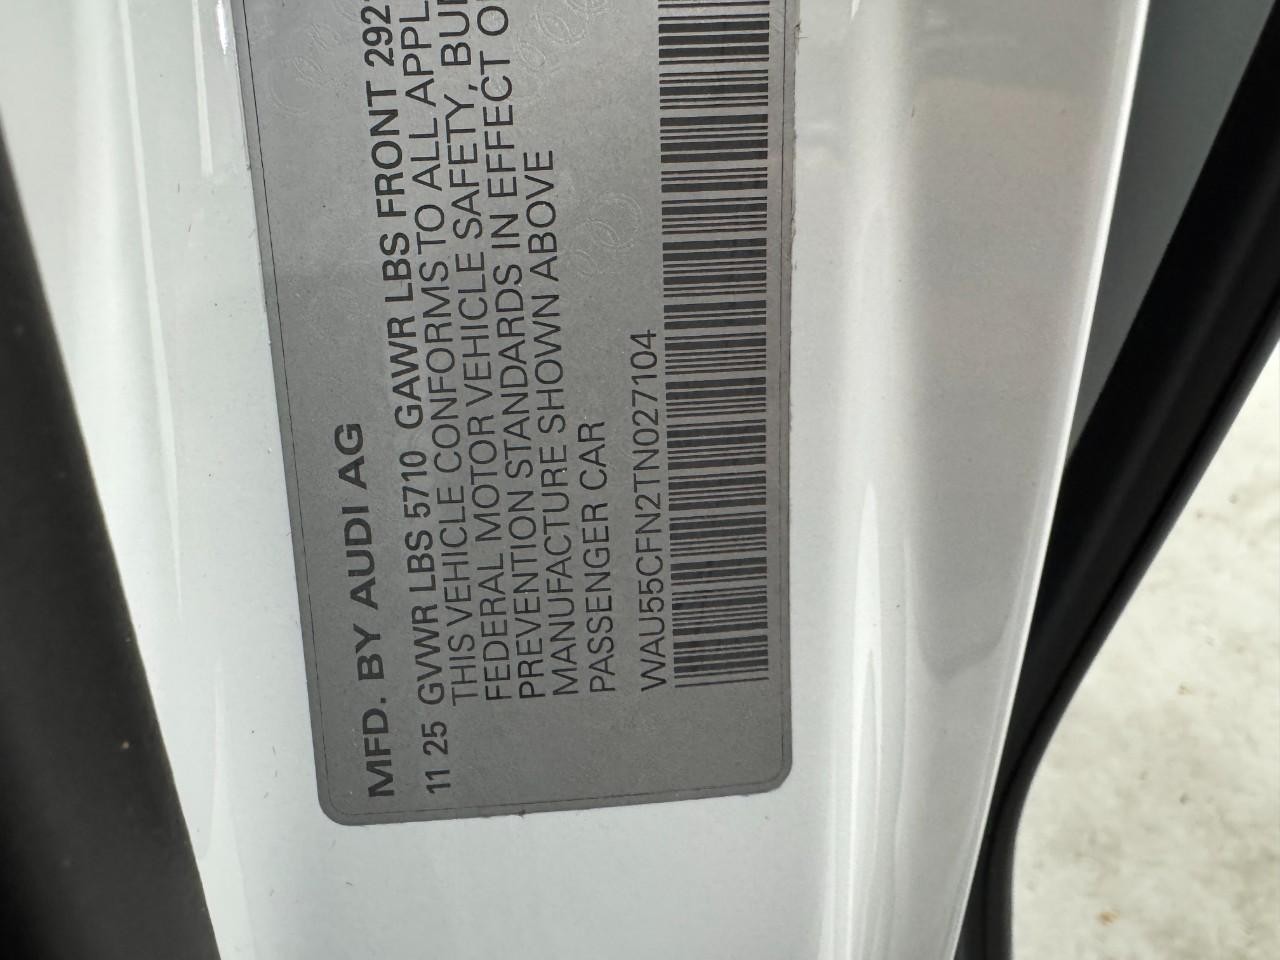 MFD. BY AUDI AG
11 25 GVWR LBS 5710 GAWR LBS FRONT 292
THIS VEHICLE CONFORMS TO ALL APPL
FEDERAL MOTOR VEHICLE SAFETY, BU
PREVENTION STANDARDS IN EFFECT O
MANUFACTURE SHOWN ABOVE
PASSENGER CAR
WAU55CFN2TN027104